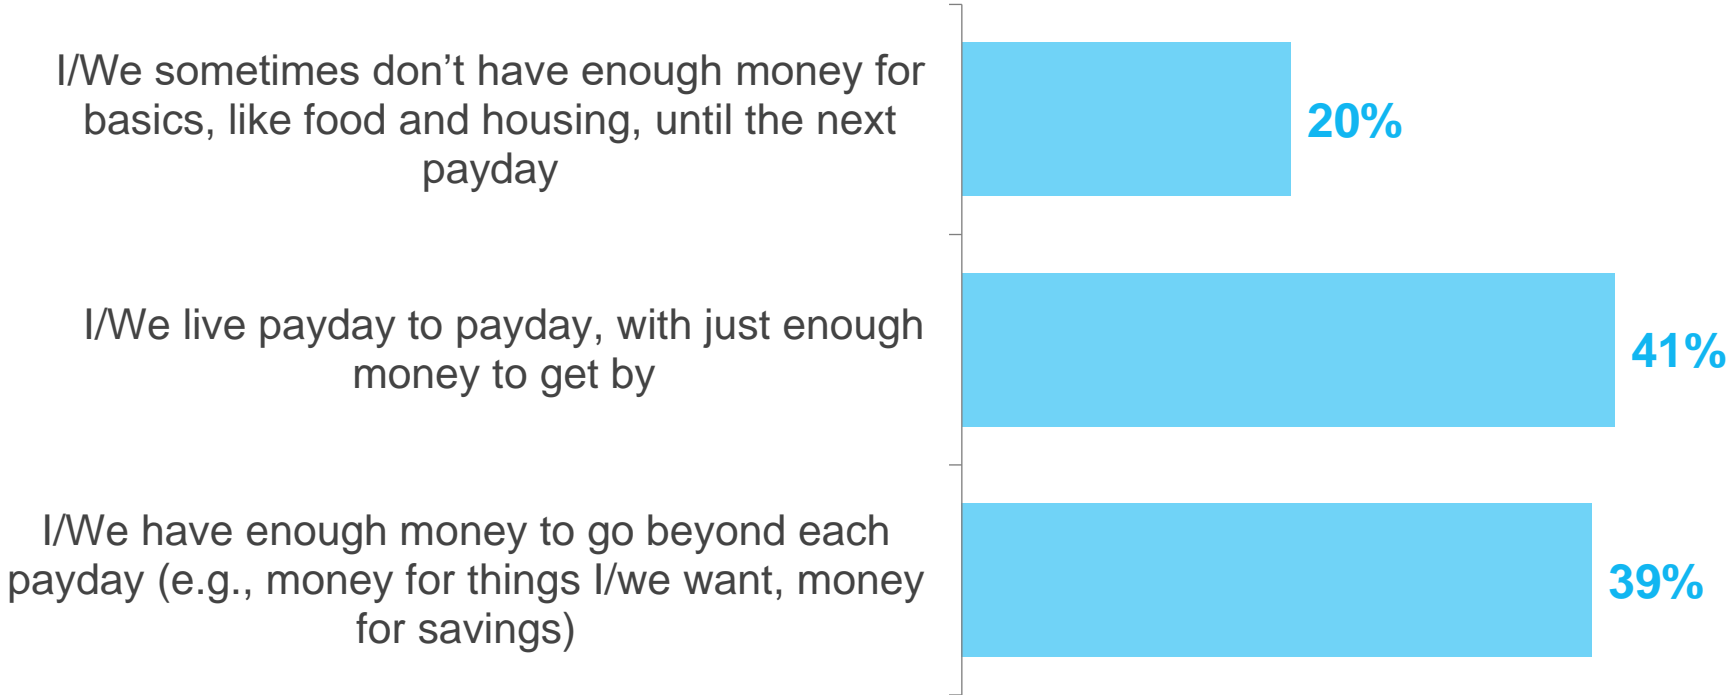 I/We sometimes don’t have enough money for
basics, like food and housing, until the next
payday
20%
I/We live payday to payday, with just enough
money to get by
41%
I/We have enough money to go beyond each
payday (e.g., money for things I/we want, money
for savings)
39%